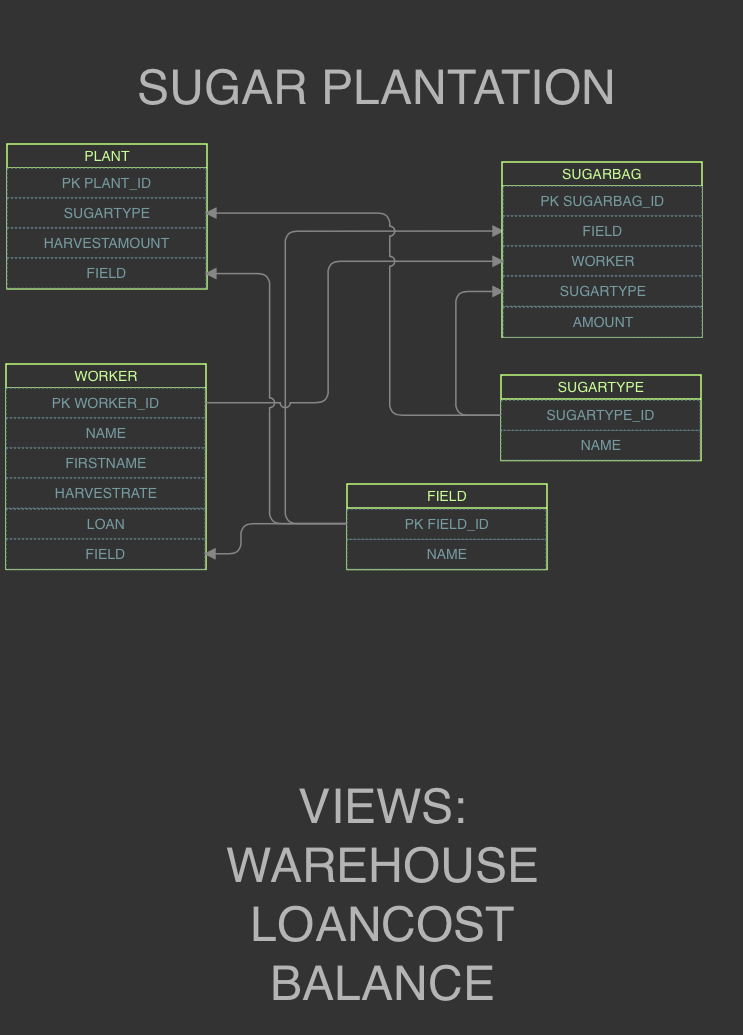 SUGAR PLANTATION
PLANT
PK PLANT_ID
SUGARTYPE
HARVESTAMOUNT
FIELD
SUGARBAG
PK SUGARBAG_ID
FIELD
WORKER
SUGARTYPE
AMOUNT
WORKER
PK WORKER_ID
NAME
FIRSTNAME
HARVESTRATE
LOAN
FIELD
SUGARTYPE
SUGARTYPE_ID
NAME
FIELD
PK FIELD_ID
NAME
VIEWS:
WAREHOUSE
LOANCOST
BALANCE